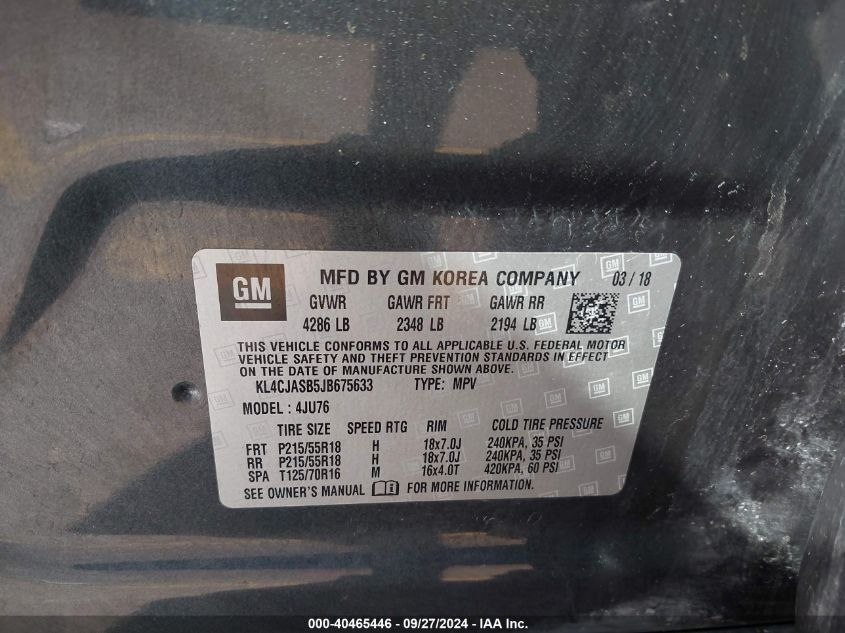 GM
MFD BY GM KOREA COMPANY 03 / 18
GVWR GAWR FRT GAWR RR
4286 LB 2348 LB 2194 LB
THIS VEHICLE CONFORMS TO ALL APPLICABLE U.S. FEDERAL MOTOR
VEHICLE SAFETY AND THEFT PREVENTION STANDARDS IN EFFECT
ON THE DATE OF MANUFACTURE SHOWN ABOVE.
KL4CJASB5JB675633 TYPE: MPV
MODEL : 4JU76
TIRE SIZE SPEED RTG RIM COLD TIRE PRESSURE
FRT P215/55R18 H 18x7.0J 240KPA, 35 PSI
RR P215/55R18 H 18x7.0J 240KPA, 35 PSI
SPA T125/70R16 M 16x4.0T 420KPA, 60 PSI
SEE OWNER'S MANUAL FOR MORE INFORMATION.
000-40465446 - 09/27/2024 - IAA Inc.